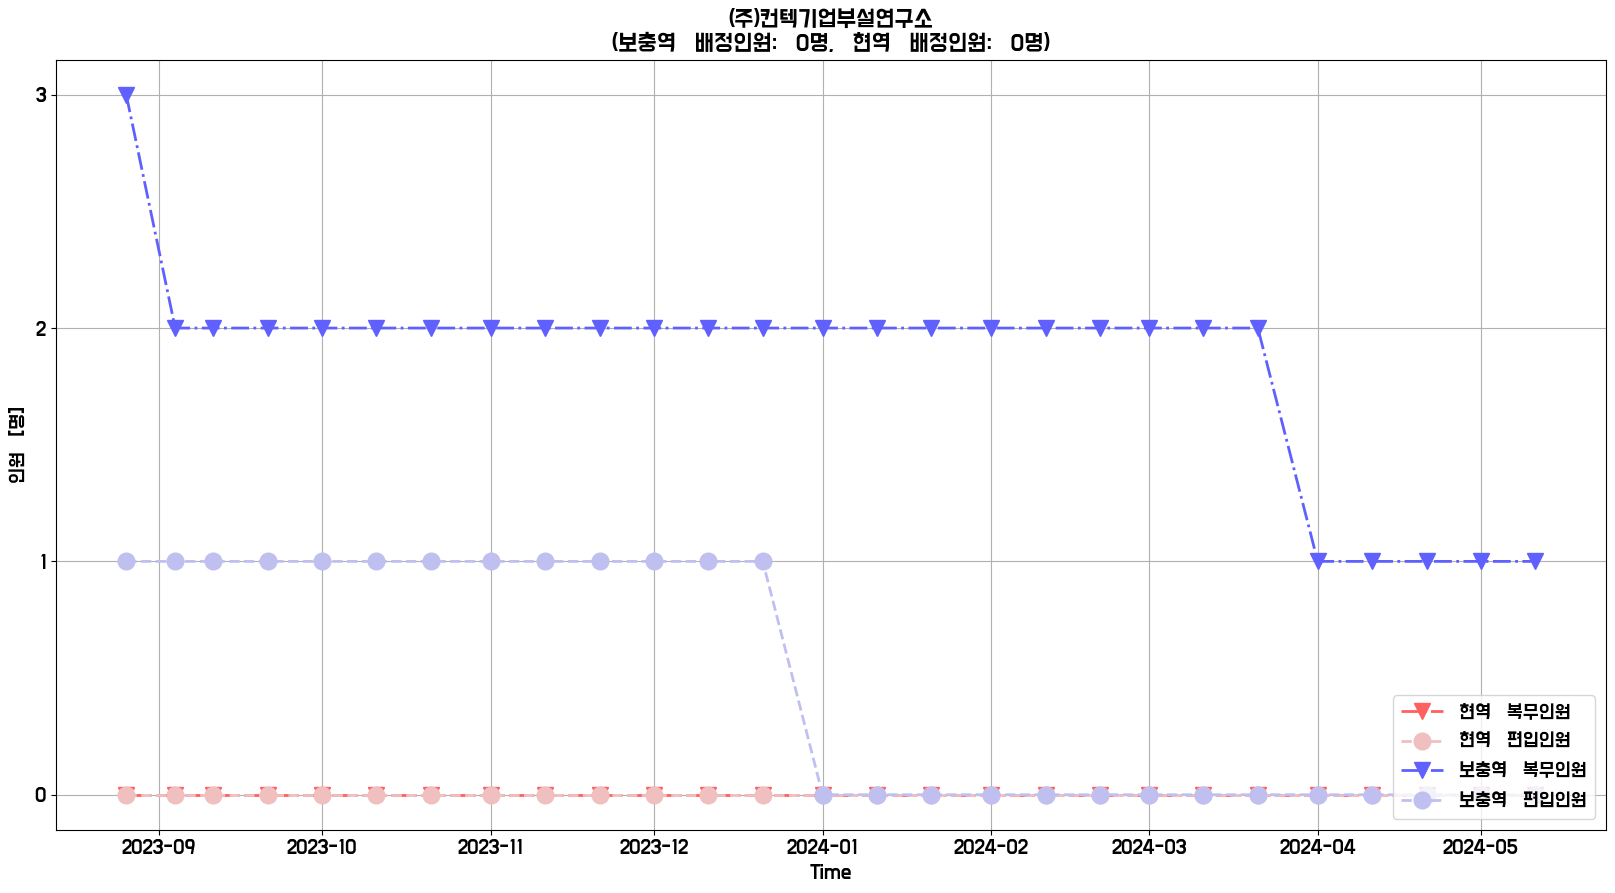 (주)컨텍기업부설연구소
(보충역 배정인원: 0명, 현역 배정인원: 0명)
인원 [명]
3
2
1
0
2023-09 2023-10 2023-11 2023-12 2024-01 2024-02 2024-03 2024-04 2024-05
Time
현역 복무인원
현역 편입인원
보충역 복무인원
보충역 편입인원